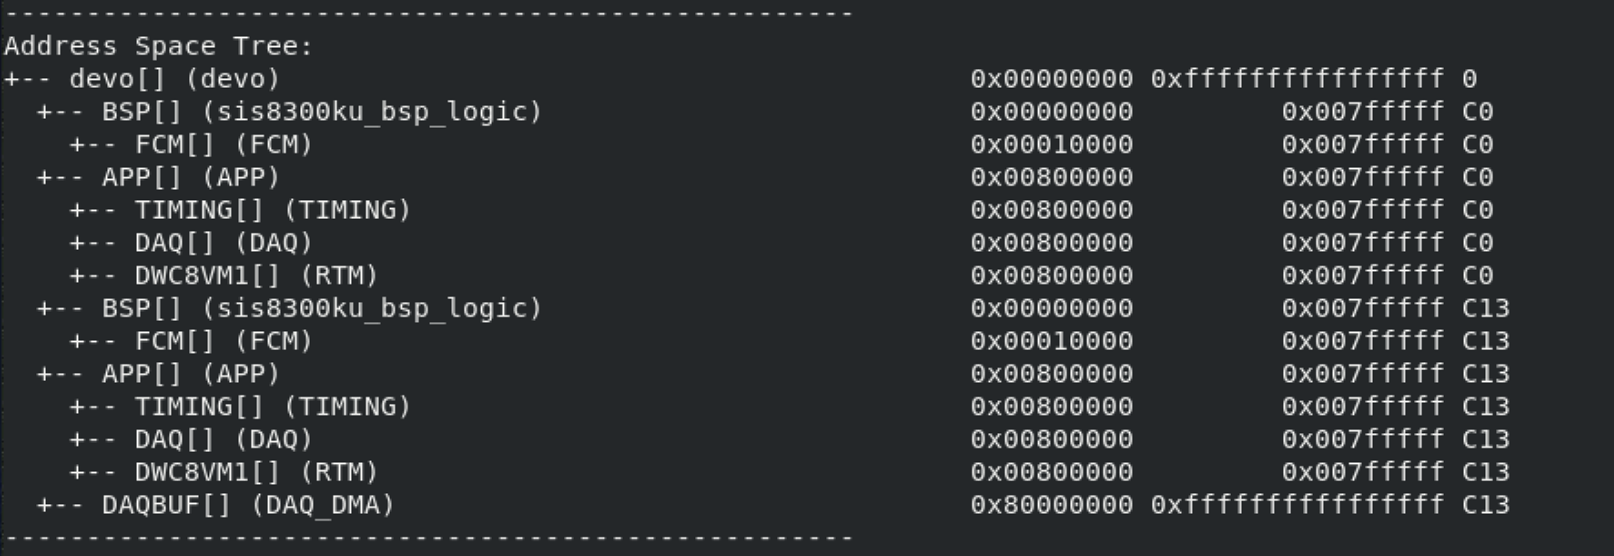 ----------------------------------------------------
Address Space Tree:
+-- devo[] (devo)                                          0x00000000 0xffffffffffffffff 0
  +-- BSP[] (sis8300ku_bsp_logic)                          0x00000000         0x007fffff C0
    +-- FCM[] (FCM)                                        0x00010000         0x007fffff C0
  +-- APP[] (APP)                                          0x00800000         0x007fffff C0
    +-- TIMING[] (TIMING)                                  0x00800000         0x007fffff C0
    +-- DAQ[] (DAQ)                                        0x00800000         0x007fffff C0
    +-- DWC8VM1[] (RTM)                                    0x00800000         0x007fffff C0
  +-- BSP[] (sis8300ku_bsp_logic)                          0x00000000         0x007fffff C13
    +-- FCM[] (FCM)                                        0x00010000         0x007fffff C13
  +-- APP[] (APP)                                          0x00800000         0x007fffff C13
    +-- TIMING[] (TIMING)                                  0x00800000         0x007fffff C13
    +-- DAQ[] (DAQ)                                        0x00800000         0x007fffff C13
    +-- DWC8VM1[] (RTM)                                    0x00800000         0x007fffff C13
  +-- DAQBUF[] (DAQ_DMA)                                   0x80000000 0xffffffffffffffff C13
----------------------------------------------------